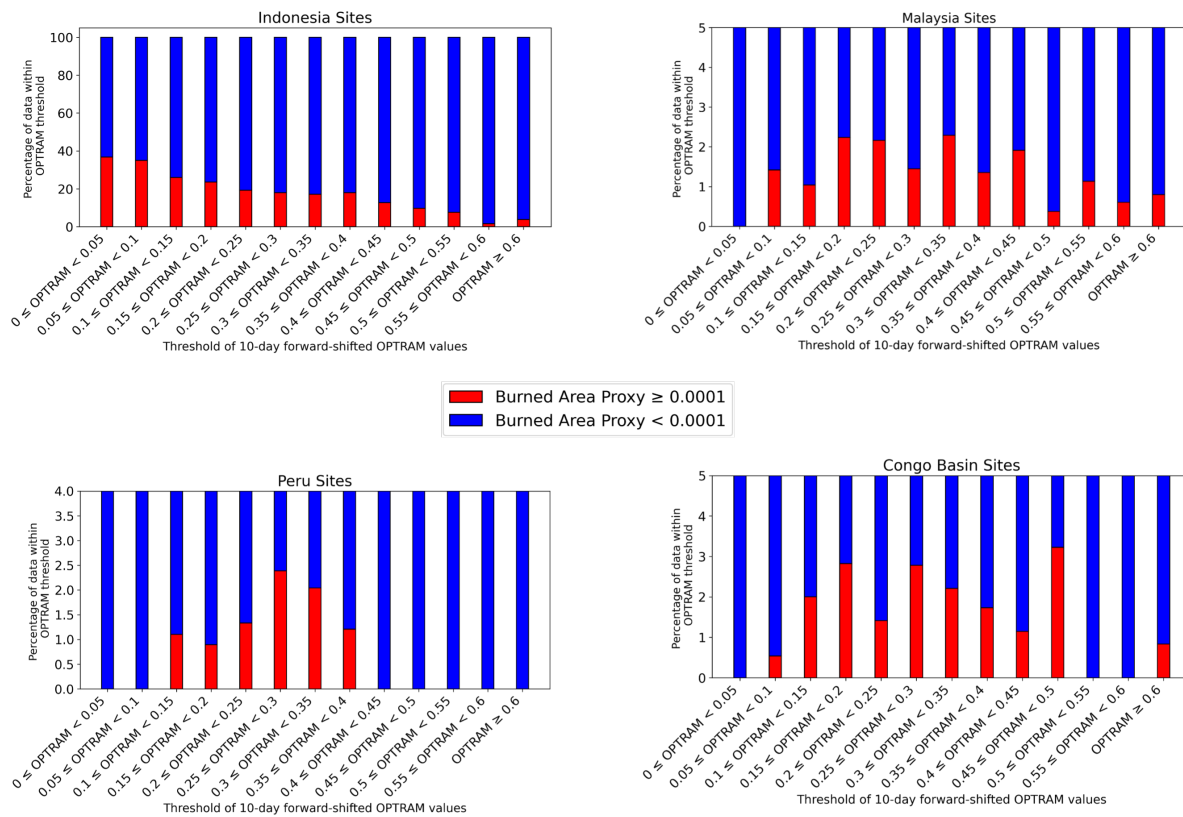 Indonesia Sites
Percentage of data within
OPTRAM threshold
100
80
60
40
20
0
0 ≤ OPTRAM < 0.05
0.05 ≤ OPTRAM < 0.1
0.1 ≤ OPTRAM < 0.15
0.15 ≤ OPTRAM < 0.2
0.2 ≤ OPTRAM < 0.25
0.25 ≤ OPTRAM < 0.3
0.3 ≤ OPTRAM < 0.35
0.35 ≤ OPTRAM < 0.4
0.4 ≤ OPTRAM < 0.45
0.45 ≤ OPTRAM < 0.5
0.5 ≤ OPTRAM < 0.55
0.55 ≤ OPTRAM < 0.6
OPTRAM ≥ 0.6
Threshold of 10-day forward-shifted OPTRAM values
Malaysia Sites
Percentage of data within
OPTRAM threshold
5
4
3
2
1
0
0 ≤ OPTRAM < 0.05
0.05 ≤ OPTRAM < 0.1
0.1 ≤ OPTRAM < 0.15
0.15 ≤ OPTRAM < 0.2
0.2 ≤ OPTRAM < 0.25
0.25 ≤ OPTRAM < 0.3
0.3 ≤ OPTRAM < 0.35
0.35 ≤ OPTRAM < 0.4
0.4 ≤ OPTRAM < 0.45
0.45 ≤ OPTRAM < 0.5
0.5 ≤ OPTRAM < 0.55
0.55 ≤ OPTRAM < 0.6
OPTRAM ≥ 0.6
Threshold of 10-day forward-shifted OPTRAM values
Burned Area Proxy ≥ 0.0001
Burned Area Proxy < 0.0001
Peru Sites
Percentage of data within
OPTRAM threshold
4.0
3.5
3.0
2.5
2.0
1.5
1.0
0.5
0.0
0 ≤ OPTRAM < 0.05
0.05 ≤ OPTRAM < 0.1
0.1 ≤ OPTRAM < 0.15
0.15 ≤ OPTRAM < 0.2
0.2 ≤ OPTRAM < 0.25
0.25 ≤ OPTRAM < 0.3
0.3 ≤ OPTRAM < 0.35
0.35 ≤ OPTRAM < 0.4
0.4 ≤ OPTRAM < 0.45
0.45 ≤ OPTRAM < 0.5
0.5 ≤ OPTRAM < 0.55
0.55 ≤ OPTRAM < 0.6
OPTRAM ≥ 0.6
Threshold of 10-day forward-shifted OPTRAM values
Congo Basin Sites
Percentage of data within
OPTRAM threshold
5
4
3
2
1
0
0 ≤ OPTRAM < 0.05
0.05 ≤ OPTRAM < 0.1
0.1 ≤ OPTRAM < 0.15
0.15 ≤ OPTRAM < 0.2
0.2 ≤ OPTRAM < 0.25
0.25 ≤ OPTRAM < 0.3
0.3 ≤ OPTRAM < 0.35
0.35 ≤ OPTRAM < 0.4
0.4 ≤ OPTRAM < 0.45
0.45 ≤ OPTRAM < 0.5
0.5 ≤ OPTRAM < 0.55
0.55 ≤ OPTRAM < 0.6
OPTRAM ≥ 0.6
Threshold of 10-day forward-shifted OPTRAM values